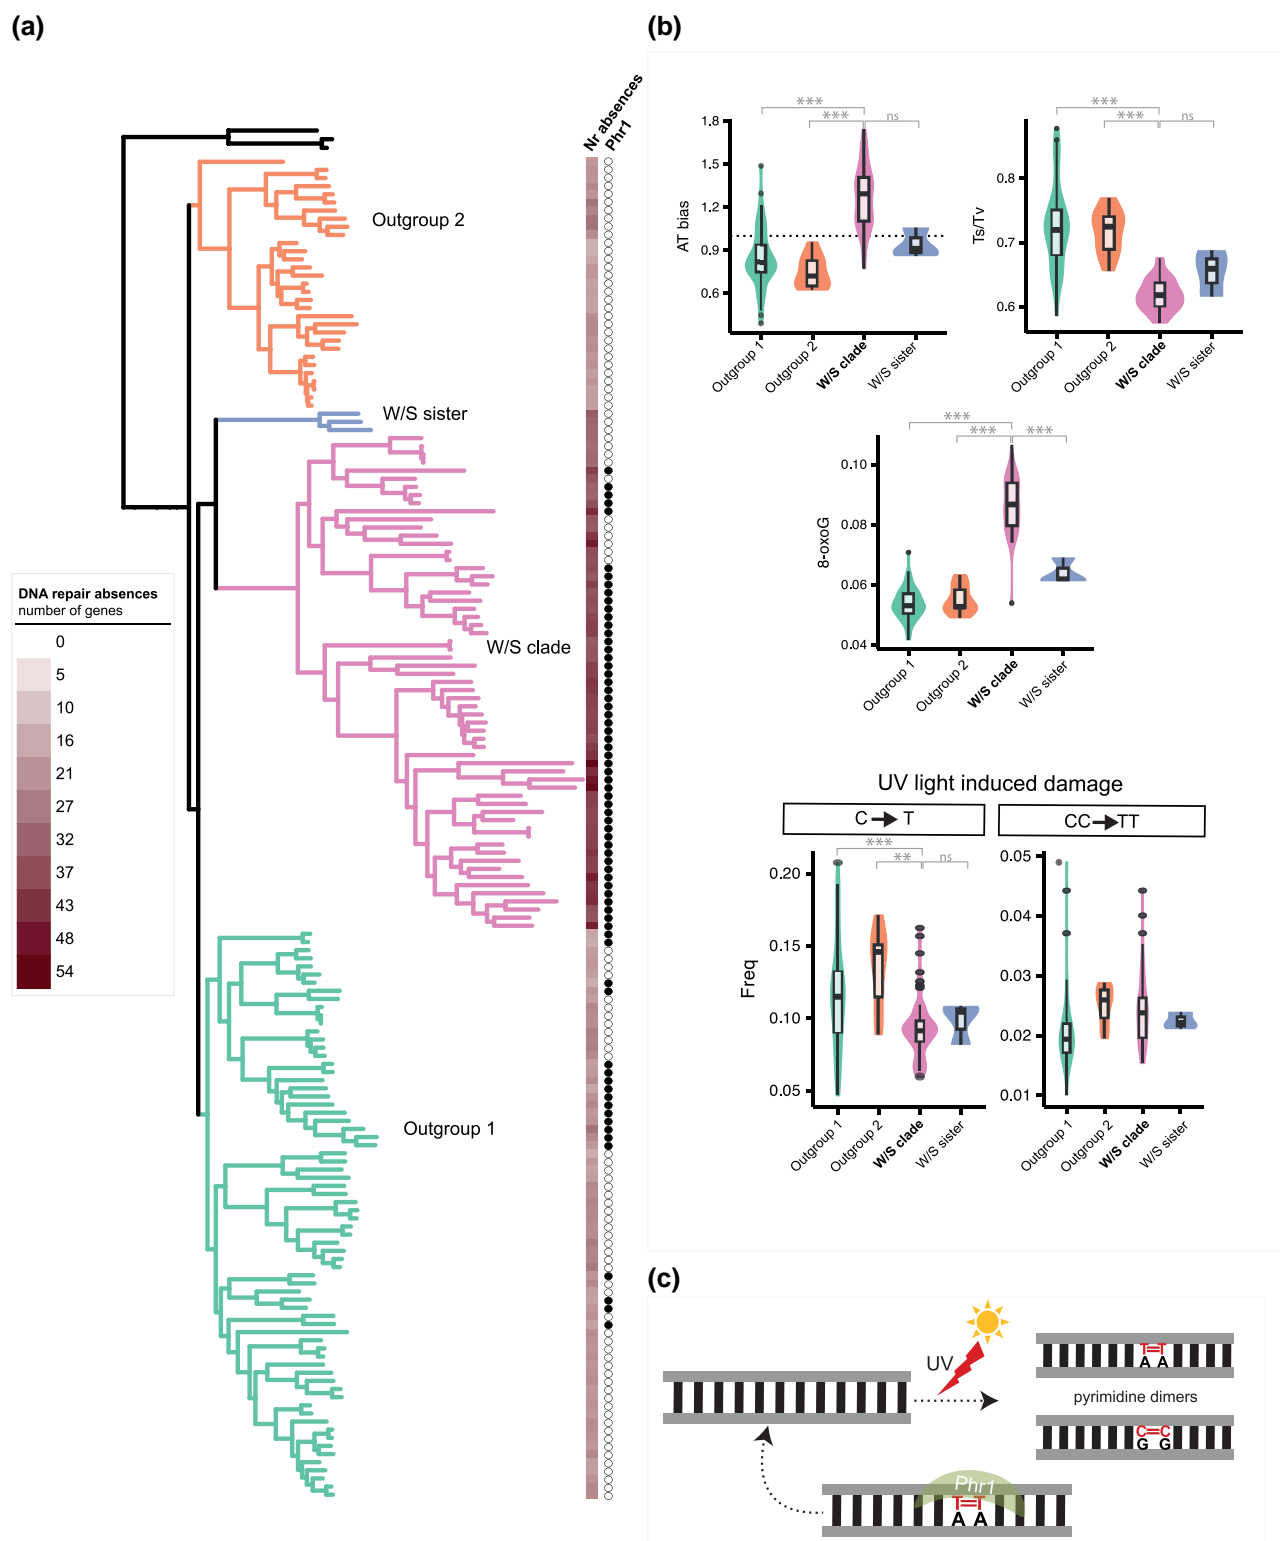 (a)
Nr absences
Phr1
Outgroup 2
W/S sister
W/S clade
Outgroup 1
DNA repair absences
number of genes
0
5
10
16
21
27
32
37
43
48
54
(b)
*** *** ns
AT bias
1.8
1.5
1.2
0.9
0.6
Outgroup 1
Outgroup 2
W/S clade
W/S sister
*** *** ns
Ts/Tv
0.8
0.7
0.6
Outgroup 1
Outgroup 2
W/S clade
W/S sister
*** *** ***
8-oxoG
0.10
0.08
0.06
0.04
Outgroup 1
Outgroup 2
W/S clade
W/S sister
UV light induced damage
C T
*** ** ns
Freq
0.20
0.15
0.10
0.05
Outgroup 1
Outgroup 2
W/S clade
W/S sister
CC TT
0.05
0.04
0.03
0.02
0.01
Outgroup 1
Outgroup 2
W/S clade
W/S sister
(c)
UV
T=T
A A
pyrimidine dimers
C=C
G G
Phr1
T=T
A A